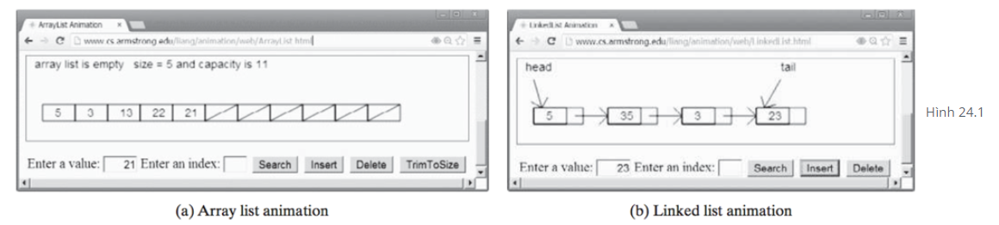 ArrayList Animation
www.cs.armstrong.edu/liang/animation/web/ArrayList.html
array list is empty size = 5 and capacity is 11
5 3 13 22 21
Enter a value: 21 Enter an index: Search Insert Delete TrimToSize
(a) Array list animation
LinkedList Animation
www.cs.armstrong.edu/liang/animation/web/LinkedList.html
head tail
5 35 3 23
Enter a value: 23 Enter an index: Search Insert Delete
(b) Linked list animation
Hình 24.1